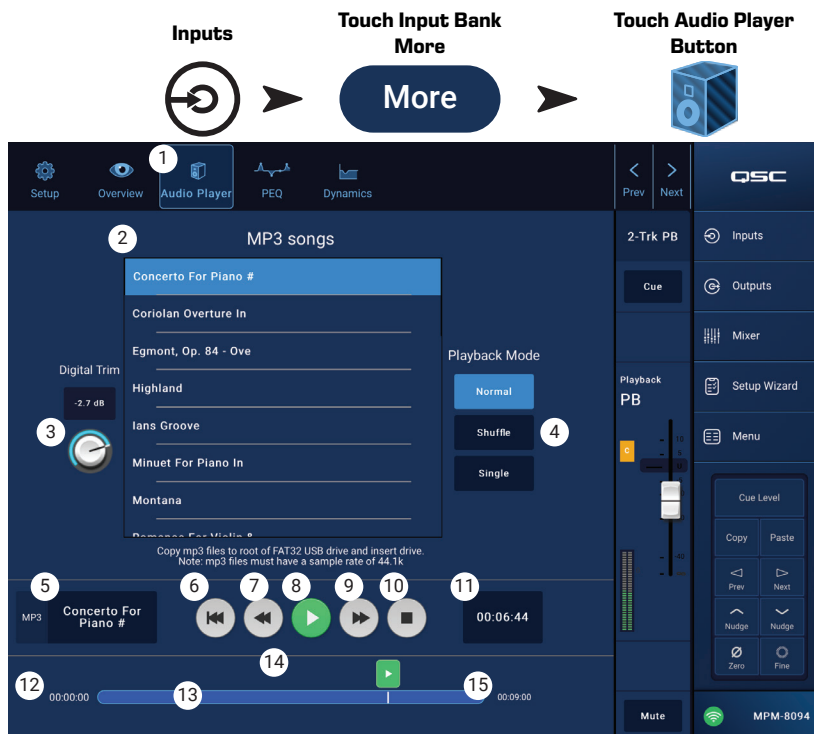 Inputs
Touch Input Bank
More
Touch Audio Player
Button
More
1
Setup
Overview
Audio Player
PEQ
Dynamics
Prev
Next
QSC
2
MP3 songs
Concerto For Piano #
Coriolan Overture In
Egmont, Op. 84 - Ove
Highland
Ians Groove
Minuet For Piano In
Montana
Romance For Violin &
Digital Trim
-2.7 dB
3
Playback Mode
Normal
Shuffle
4
Single
Copy mp3 files to root of FAT32 USB drive and insert drive.
Note: mp3 files must have a sample rate of 44.1k
5
6
7
8
9
10
11
MP3
Concerto For
Piano #
00:06:44
14
12
00:00:00
13
15
00:09:00
2-Trk PB
Cue
Playback
PB
C
10
5
U
-40
Mute
Inputs
Outputs
Mixer
Setup Wizard
Menu
Cue Level
Copy
Paste
Prev
Next
Nudge
Nudge
Zero
Fine
MPM-8094